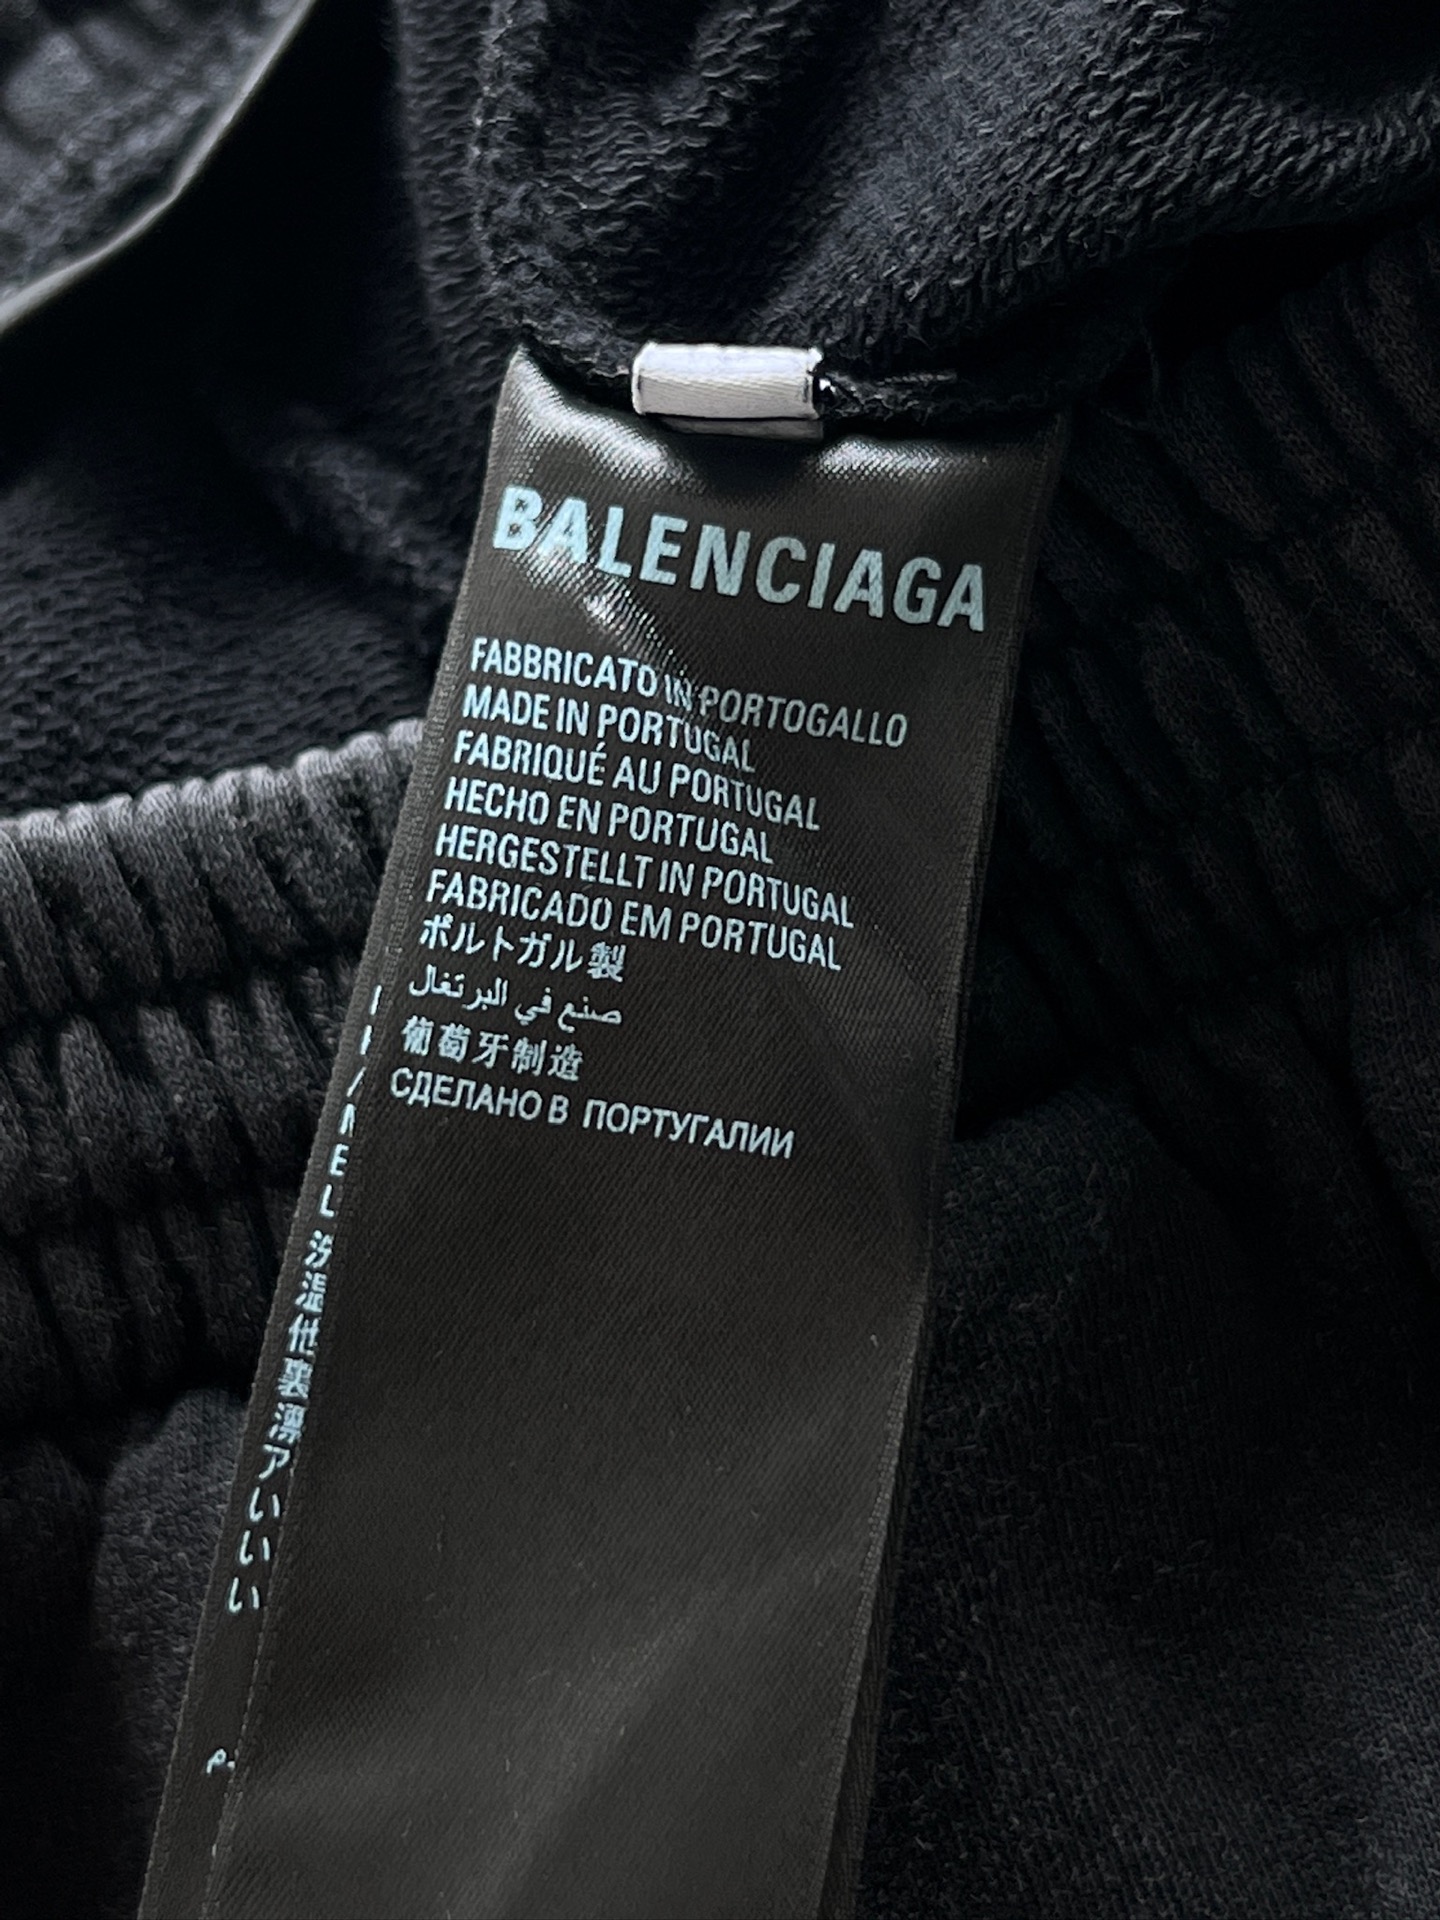 BALENCIAGA
FABBRICATO IN PORTOGALLO
MADE IN PORTUGAL
FABRIQUÉ AU PORTUGAL
HECHO EN PORTUGAL
HERGESTELLT IN PORTUGAL
FABRICADO EM PORTUGAL
ポルトガル製
صنع في البرتغال
葡萄牙制造
СДЕЛАНО В ПОРТУГАЛИИ